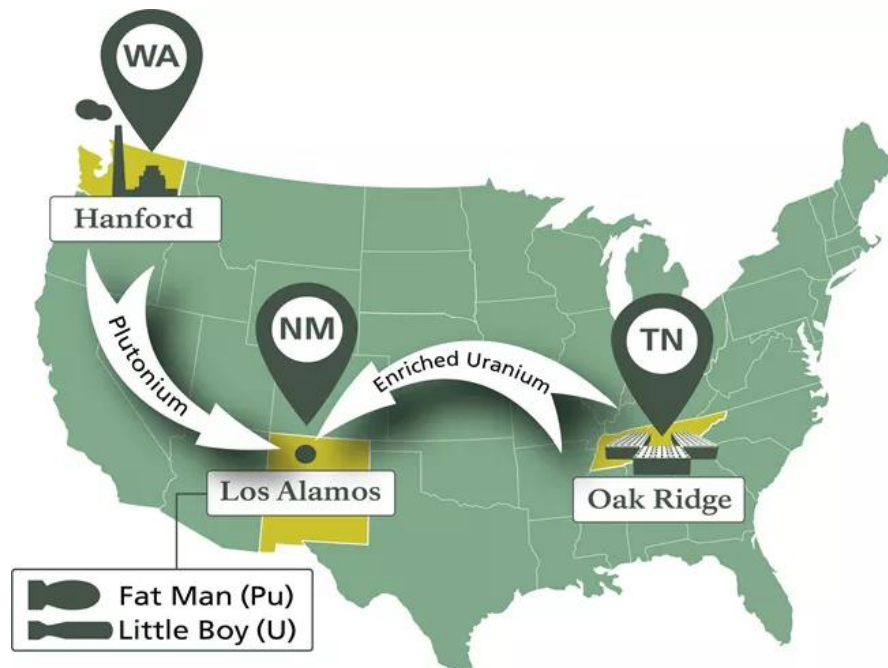 WA
Hanford
Plutonium
NM
Enriched Uranium
TN
Los Alamos
Oak Ridge
Fat Man (Pu)
Little Boy (U)